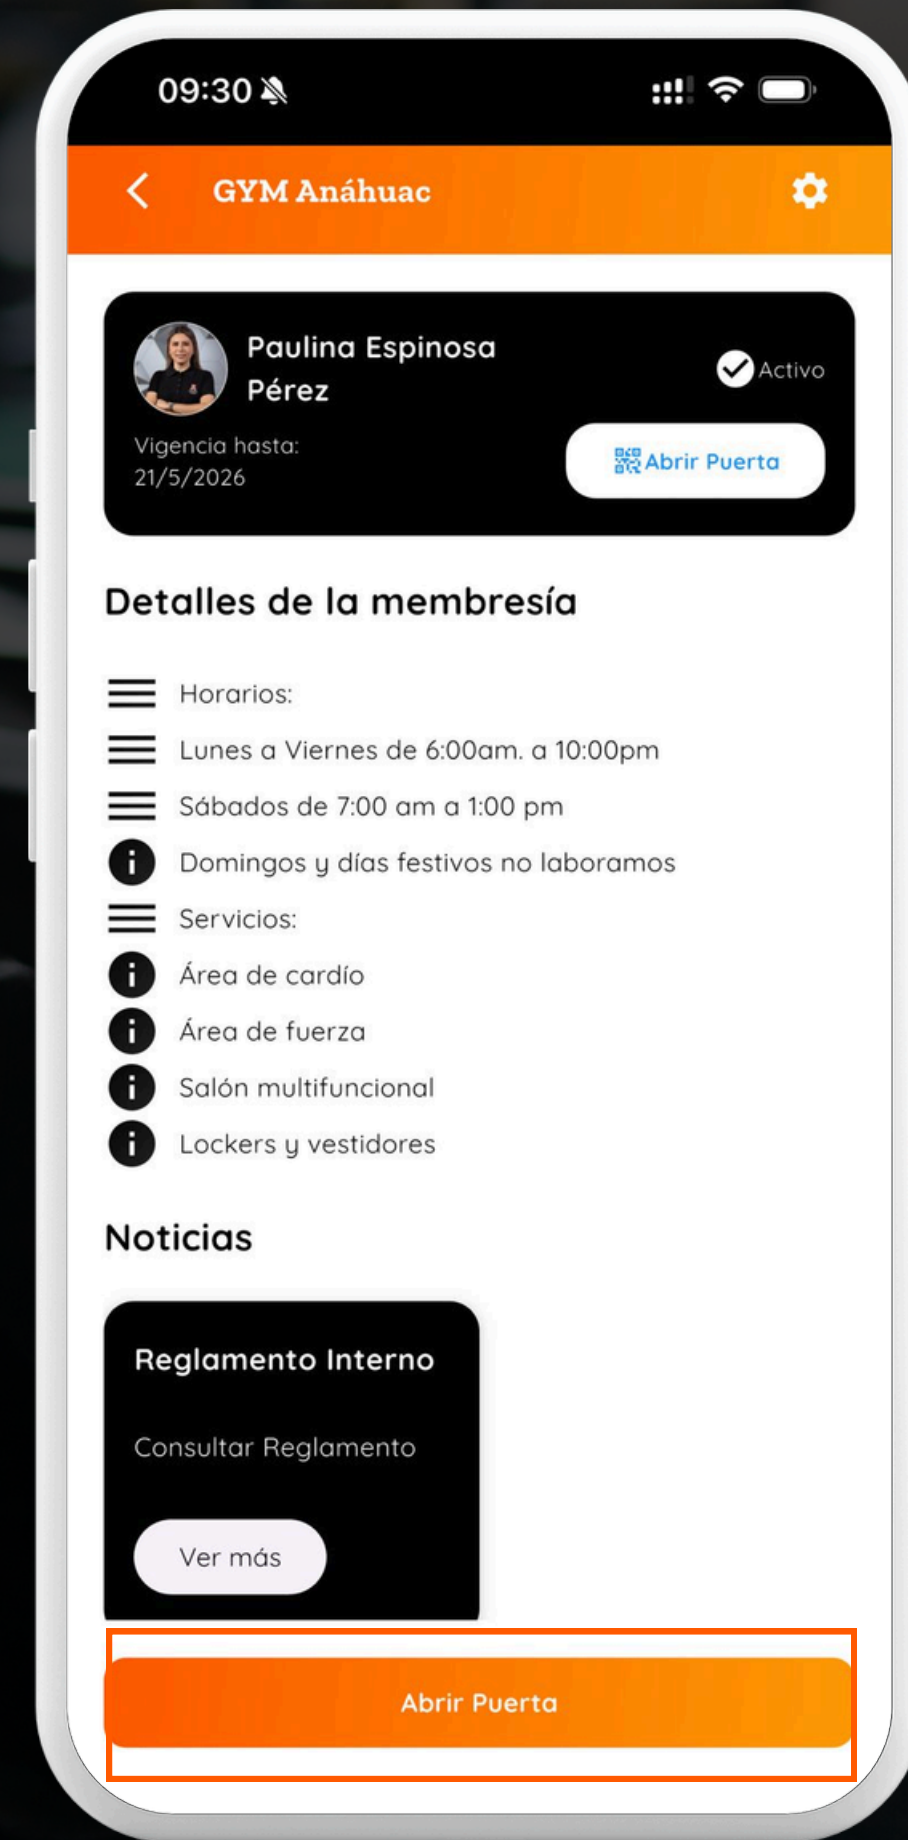 09:30
GYM Anáhuac
Paulina Espinosa
Pérez
Activo
Vigencia hasta:
21/5/2026
Abrir Puerta
Detalles de la membresía
Horarios:
Lunes a Viernes de 6:00am. a 10:00pm
Sábados de 7:00 am a 1:00 pm
Domingos y días festivos no laboramos
Servicios:
Área de cardío
Área de fuerza
Salón multifuncional
Lockers y vestidores
Noticias
Reglamento Interno
Consultar Reglamento
Ver más
Abrir Puerta